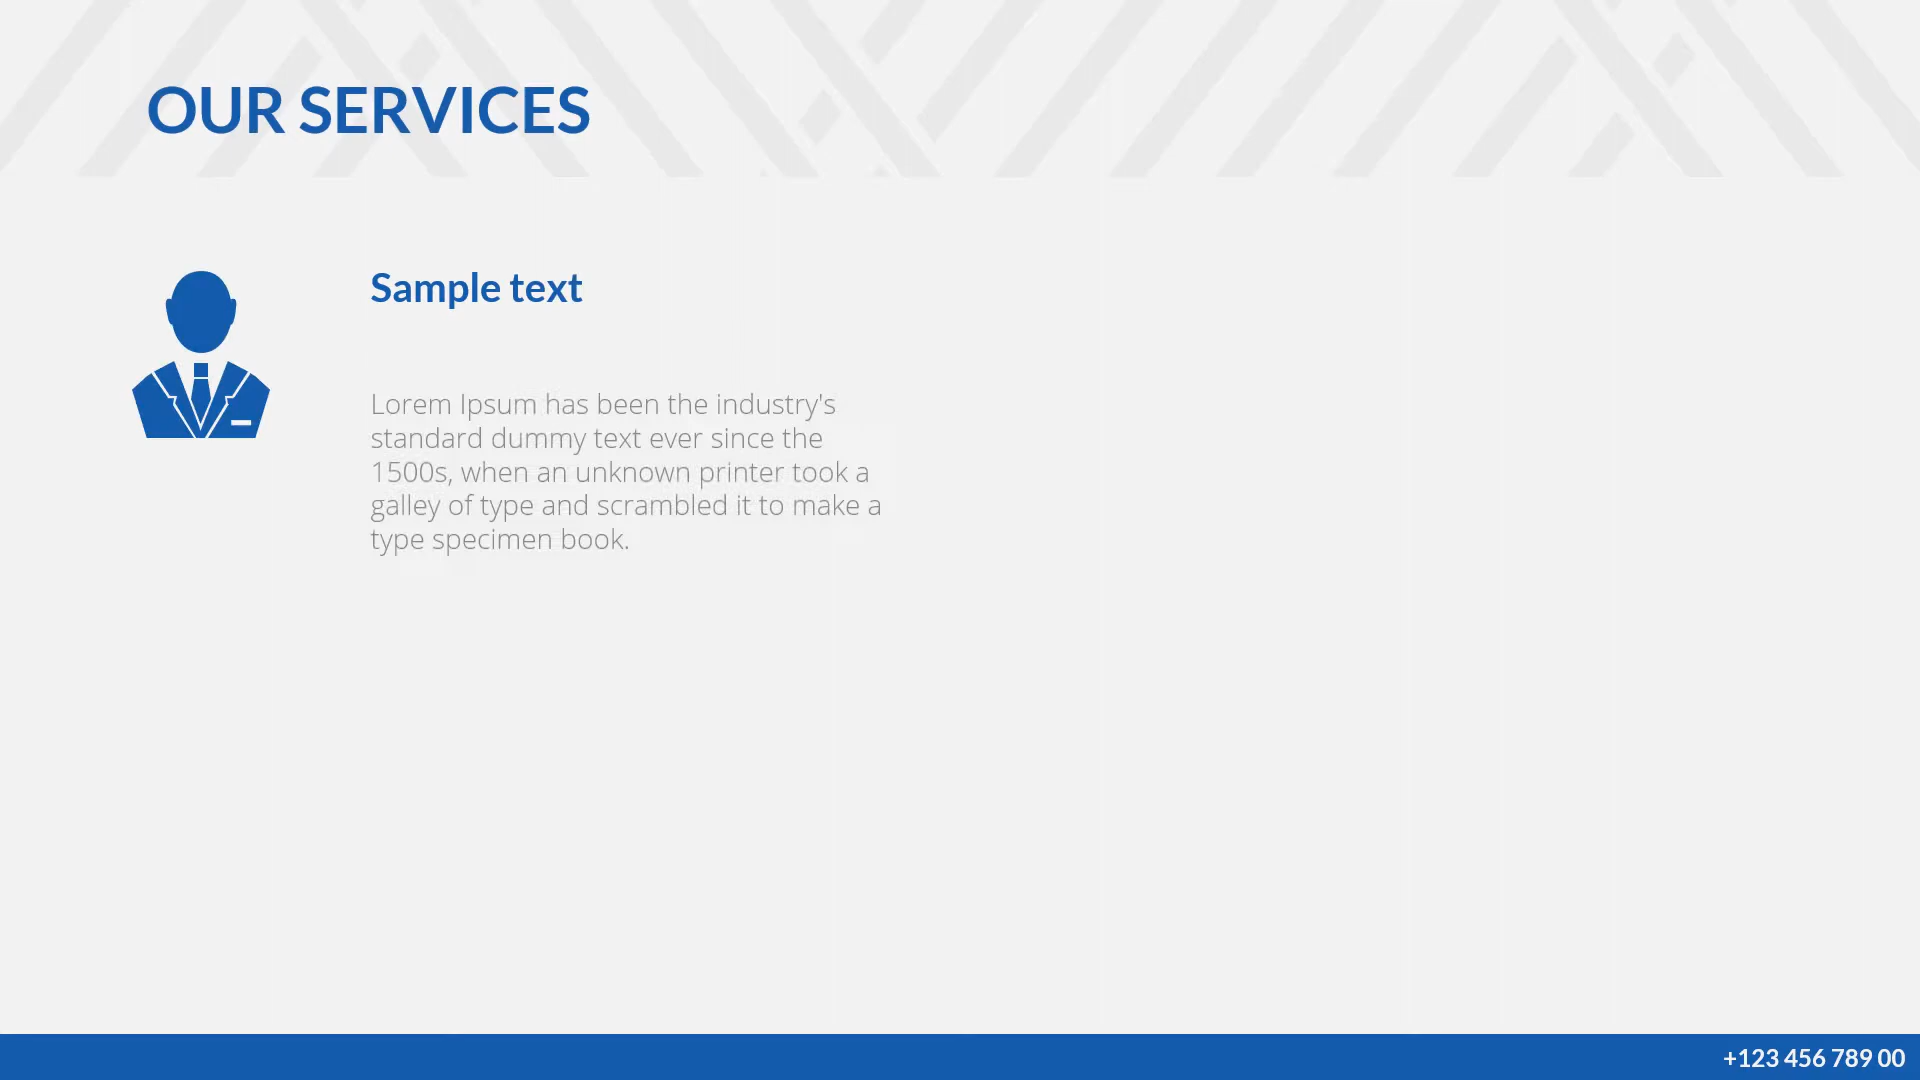 OUR SERVICES
Sample text
Lorem Ipsum has been the industry's
standard dummy text ever since the
1500s, when an unknown printer took a
galley of type and scrambled it to make a
type specimen book.
+123 456 789 00